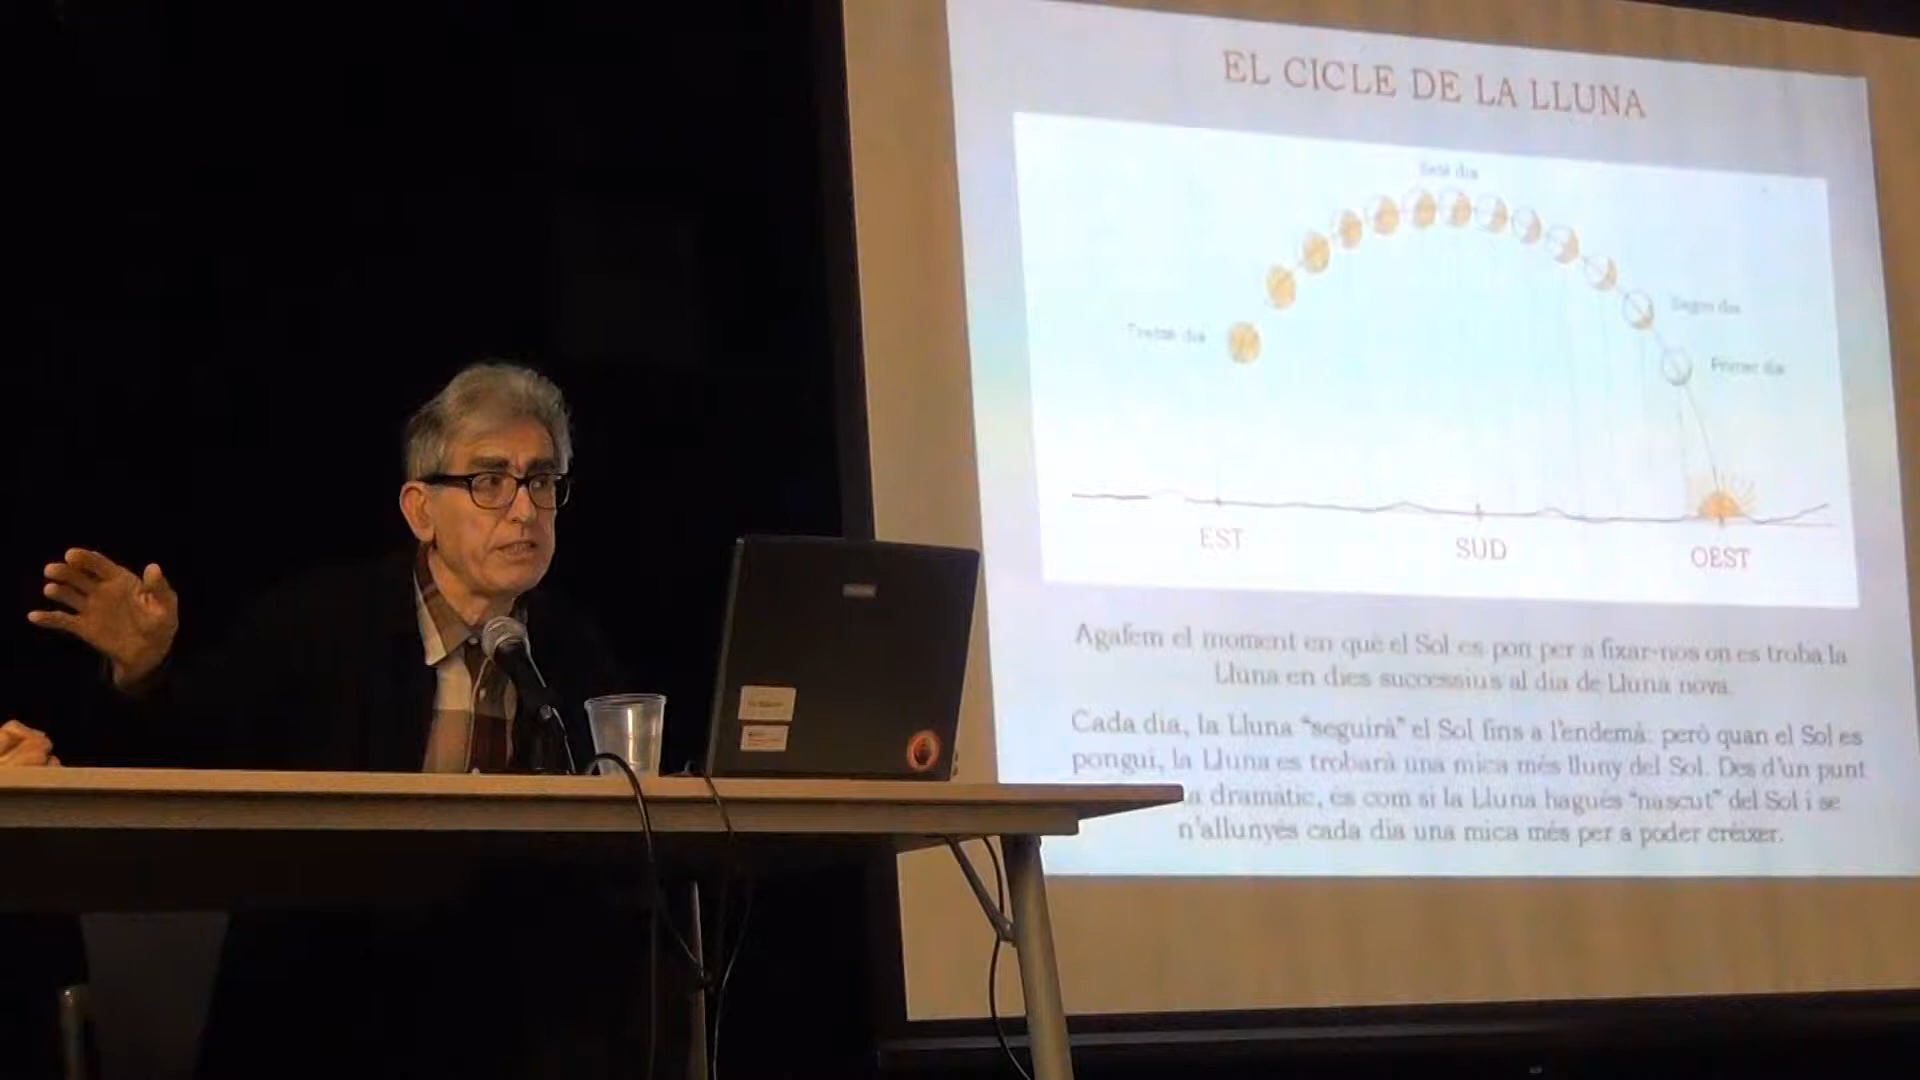 EL CICLE DE LA LLUNA
Setè dia
Segon dia
Tretzè dia
Primer dia
EST
SUD
OEST
Agafem el moment en què el Sol es pon per a fixar-nos on es troba la
Lluna en dies successius al dia de Lluna nova.
Cada dia, la Lluna “seguirà” el Sol fins a l'endemà: però quan el Sol es
pongui, la Lluna es trobarà una mica més lluny del Sol. Des d'un punt
a dramàtic, és com si la Lluna hagués “nascut” del Sol i se
n'allunyés cada dia una mica més per a poder créixer.